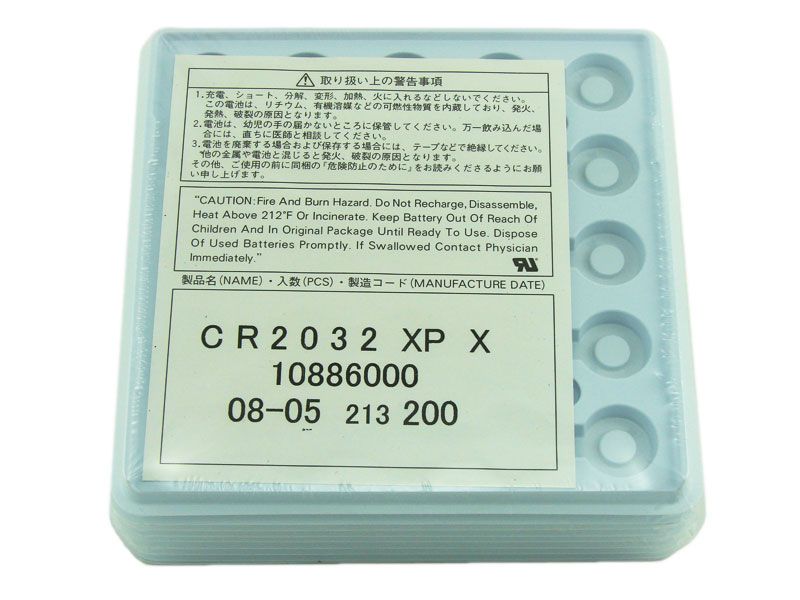 ⚠ 取り扱い上の警告事項
1.充電、ショート、分解、変形、加熱、火に入れるなどしないでください。
この電池は、リチウム、有機溶媒などの可燃性物質を内蔵しており、発火、
発熱、破裂の原因となります。
2.電池は、幼児の手の届かないところに保管してください。万一飲み込んだ場
合には、直ちに医師と相談してください。
3.電池を廃棄する場合および保存する場合には、テープなどで絶縁してください。
他の金属や電池と混じると発火、破裂の原因となります。
その他、ご使用の前に同梱の「危険防止のために」をお読みくださるようにお願
い申し上げます。
"CAUTION:Fire And Burn Hazard. Do Not Recharge, Disassemble,
Heat Above 212°F Or Incinerate. Keep Battery Out Of Reach Of
Children And In Original Package Until Ready To Use. Dispose
Of Used Batteries Promptly. If Swallowed Contact Physician
Immediately."
製品名(NAME)・入数(PCS)・製造コード(MANUFACTURE DATE)
CR2032 XP X
10886000
08-05 213 200